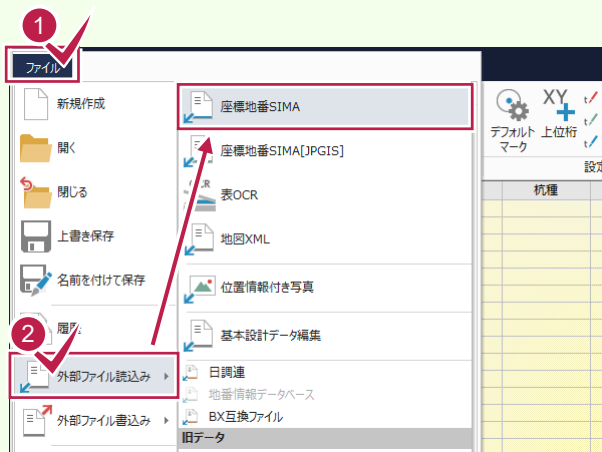 1
ファイル
新規作成
開く
閉じる
上書き保存
名前を付けて保存
履歴
2
外部ファイル読込み
外部ファイル書込み
座標地番SIMA
座標地番SIMA[JPGIS]
表OCR
地図XML
位置情報付き写真
基本設計データ編集
日調連
地番情報データベース
BX互換ファイル
旧データ
デフォルト
マーク
XY
上位桁
設定
杭種